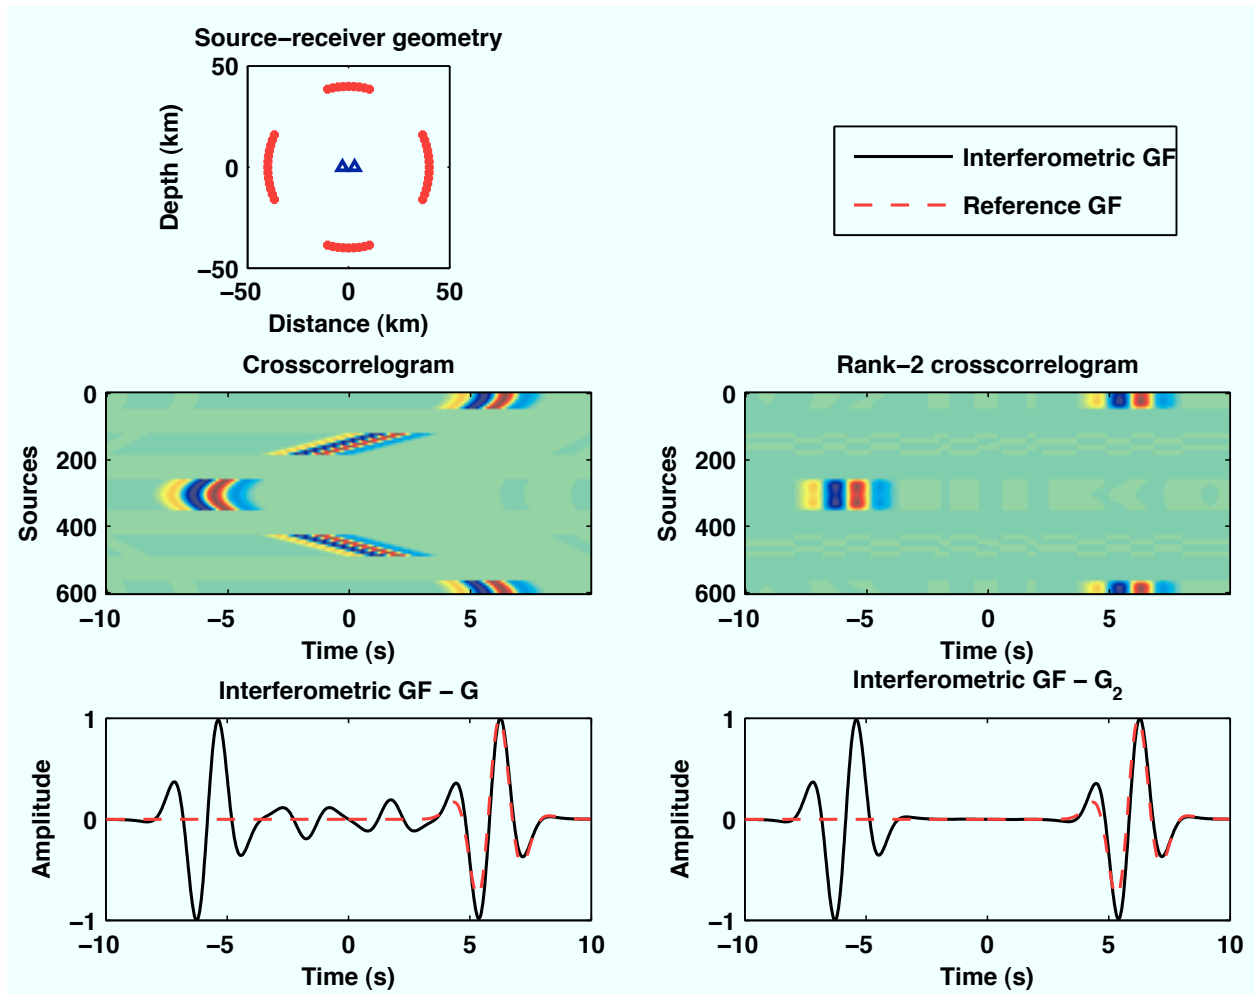 Source−receiver geometry
50
0
−50
Depth (km)
−50 0 50
Distance (km)
Interferometric GF
Reference GF
Crosscorrelogram
0
200
400
600
Sources
−10 −5 0 5
Time (s)
Rank−2 crosscorrelogram
0
200
400
600
Sources
−10 −5 0 5
Time (s)
Interferometric GF − G
1
0
−1
Amplitude
−10 −5 0 5 10
Time (s)
Interferometric GF − G2
1
0
−1
Amplitude
−10 −5 0 5 10
Time (s)